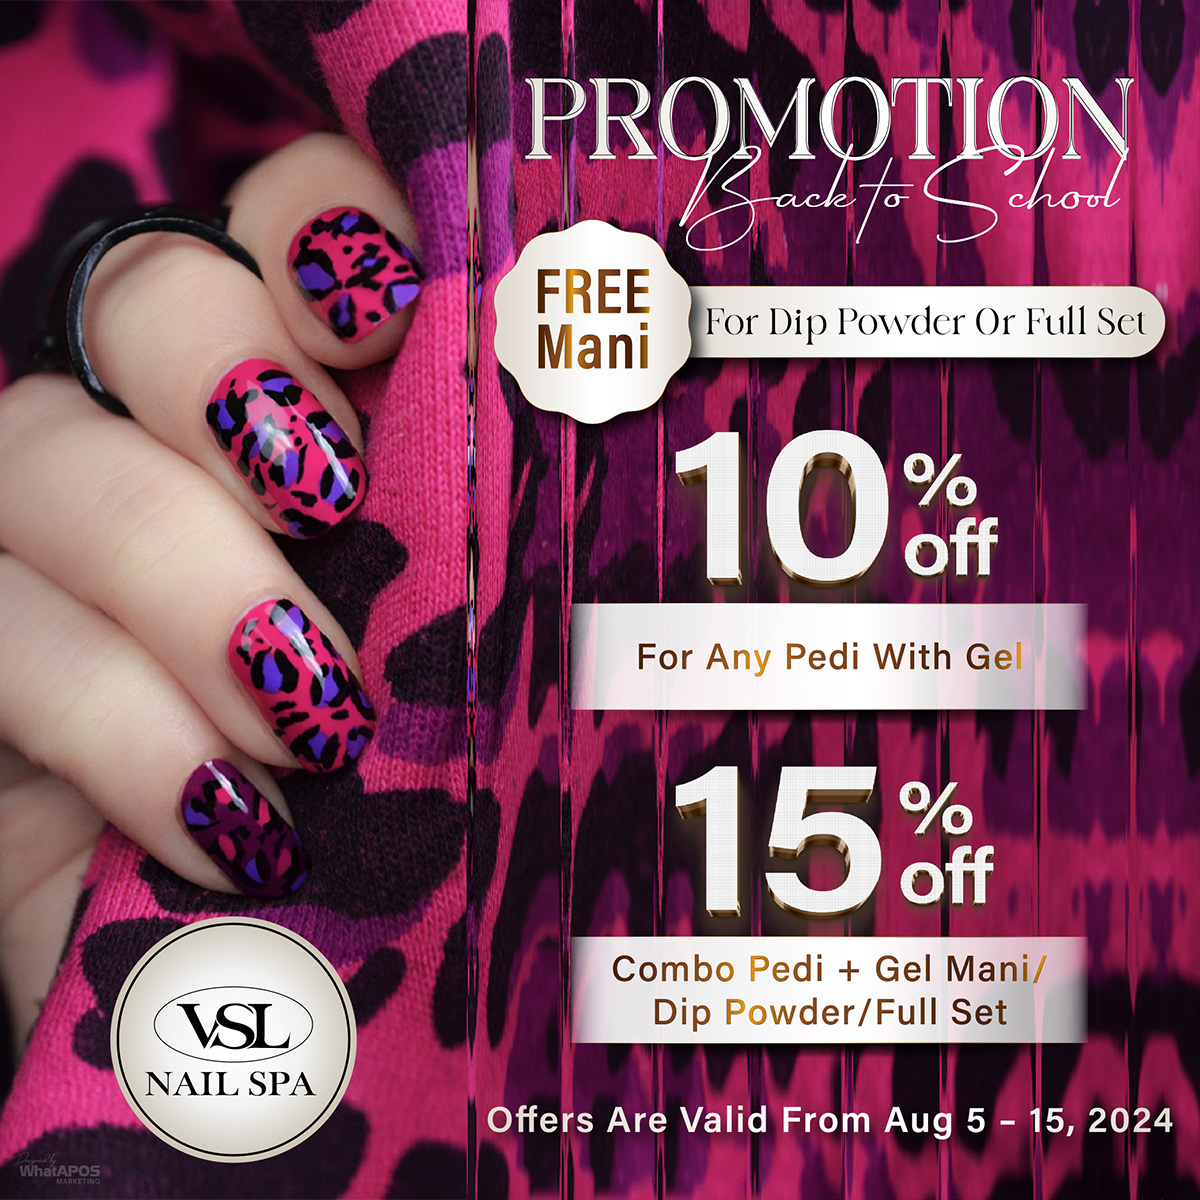 PROMOTION
Back to School
FREE
Mani
For Dip Powder Or Full Set
10%
off
For Any Pedi With Gel
15%
off
Combo Pedi + Gel Mani/
Dip Powder/Full Set
VSL
NAIL SPA
Offers Are Valid From Aug 5 – 15, 2024
Designed by
WhatAPOS
MARKETING